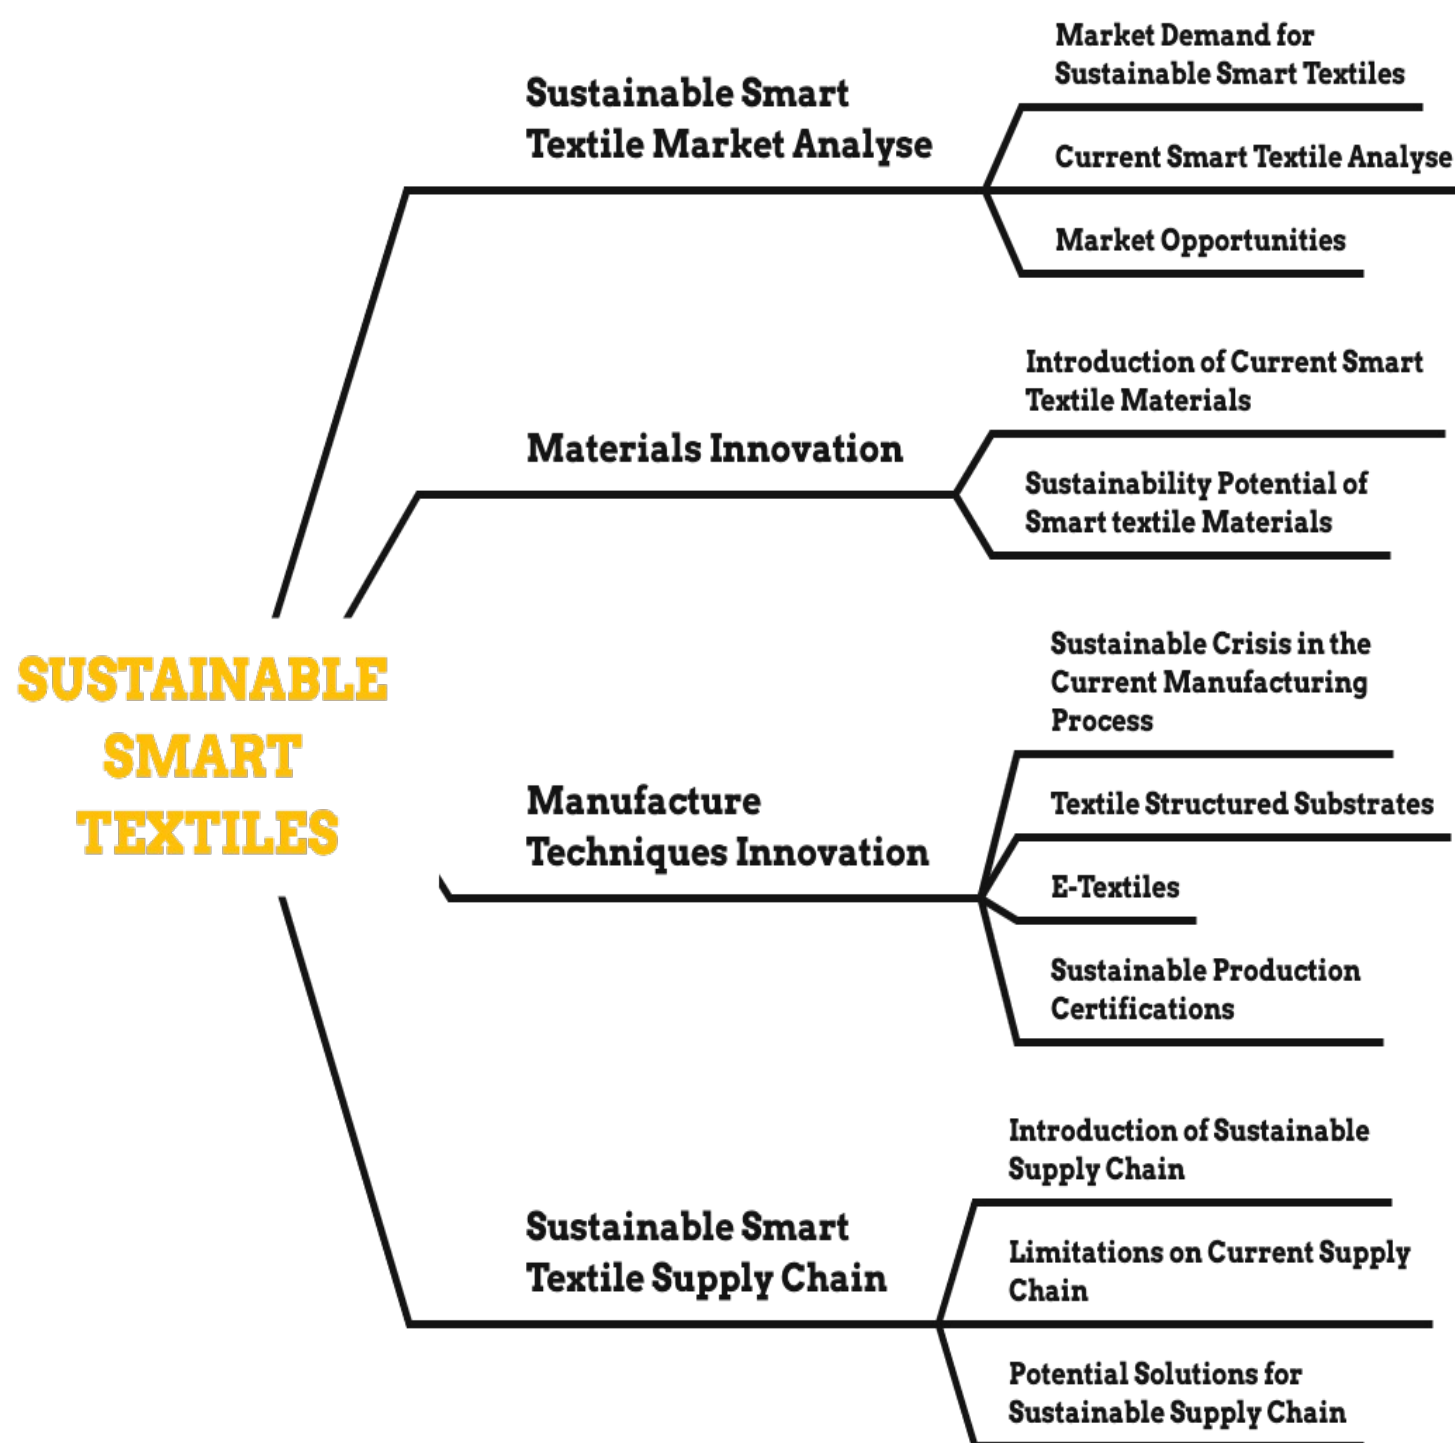 SUSTAINABLE
SMART
TEXTILES
Sustainable Smart
Textile Market Analyse
Market Demand for
Sustainable Smart Textiles
Current Smart Textile Analyse
Market Opportunities
Materials Innovation
Introduction of Current Smart
Textile Materials
Sustainability Potential of
Smart textile Materials
Manufacture
Techniques Innovation
Sustainable Crisis in the
Current Manufacturing
Process
Textile Structured Substrates
E-Textiles
Sustainable Production
Certifications
Sustainable Smart
Textile Supply Chain
Introduction of Sustainable
Supply Chain
Limitations on Current Supply
Chain
Potential Solutions for
Sustainable Supply Chain